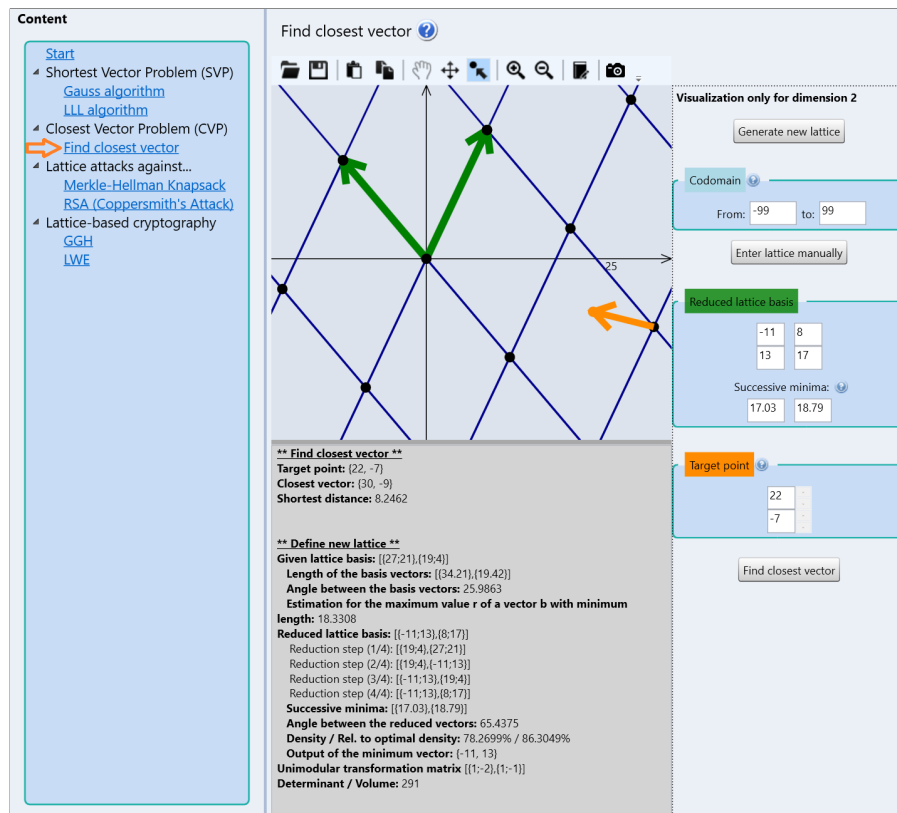 Content
Start
Shortest Vector Problem (SVP)
Gauss algorithm
LLL algorithm
Closest Vector Problem (CVP)
Find closest vector
Lattice attacks against...
Merkle-Hellman Knapsack
RSA (Coppersmith's Attack)
Lattice-based cryptography
GGH
LWE
Find closest vector ?
25
** Find closest vector **
Target point: {22, -7}
Closest vector: {30, -9}
Shortest distance: 8.2462
** Define new lattice **
Given lattice basis: [{27;21},{19;4}]
Length of the basis vectors: [{34.21},{19.42}]
Angle between the basis vectors: 25.9863
Estimation for the maximum value r of a vector b with minimum
length: 18.3308
Reduced lattice basis: [{-11;13},{8;17}]
Reduction step (1/4): [{19;4},{27;21}]
Reduction step (2/4): [{19;4},{-11;13}]
Reduction step (3/4): [{-11;13},{19;4}]
Reduction step (4/4): [{-11;13},{8;17}]
Successive minima: [{17.03},{18.79}]
Angle between the reduced vectors: 65.4375
Density / Rel. to optimal density: 78.2699% / 86.3049%
Output of the minimum vector: {-11, 13}
Unimodular transformation matrix [{1;-2},{1;-1}]
Determinant / Volume: 291
Visualization only for dimension 2
Generate new lattice
Codomain ?
From: -99 to: 99
Enter lattice manually
Reduced lattice basis
-11 8
13 17
Successive minima: ?
17.03 18.79
Target point ?
22
-7
Find closest vector